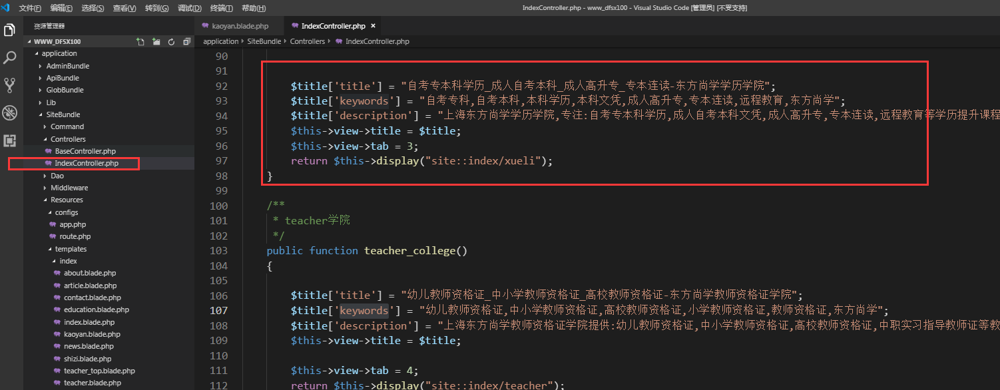 文件(F) 编辑(E) 选择(S) 查看(V) 转到(G) 调试(D) 终端(T) 帮助(H) IndexController.php - www_dfsx100 - Visual Studio Code [管理员] [不受支持]
资源管理器
WWW_DFSX100
application
AdminBundle
ApiBundle
GlobBundle
Lib
SiteBundle
Command
Controllers
BaseController.php
IndexController.php
Dao
Middleware
Resources
configs
app.php
route.php
templates
index
about.blade.php
article.blade.php
contact.blade.php
education.blade.php
index.blade.php
kaoyan.blade.php
news.blade.php
shizi.blade.php
teacher_top.blade.php
teacher.blade.php
kaoyan.blade.php IndexController.php ×
application SiteBundle Controllers IndexController.php
90
91
92 $title['title'] = "自考专本科学历_成人自考本科_成人高升专_专本连读-东方尚学学历学院";
93 $title['keywords'] = "自考专科,自考本科,本科学历,本科文凭,成人高升专,专本连读,远程教育,东方尚学";
94 $title['description'] = "上海东方尚学学历学院,专注:自考专本科学历,成人自考本科文凭,成人高升专,专本连读,远程教育等学历提升课程
95 $this->view->title = $title;
96 $this->view->tab = 3;
97 return $this->display("site::index/xueli");
98 }
99
100 /**
101 * teacher学院
102 */
103 public function teacher_college()
104 {
105
106 $title['title'] = "幼儿教师资格证_中小学教师资格证_高校教师资格证-东方尚学教师资格证学院";
107 $title['keywords'] = "幼儿教师资格证,中小学教师资格证,高校教师资格证,小学教师资格证,教师资格证,东方尚学";
108 $title['description'] = "上海东方尚学教师资格证学院提供:幼儿教师资格证,中小学教师资格证,高校教师资格证,中职实习指导教师证等教
109 $this->view->title = $title;
110
111 $this->view->tab = 4;
112 return $this->display("site::index/teacher");